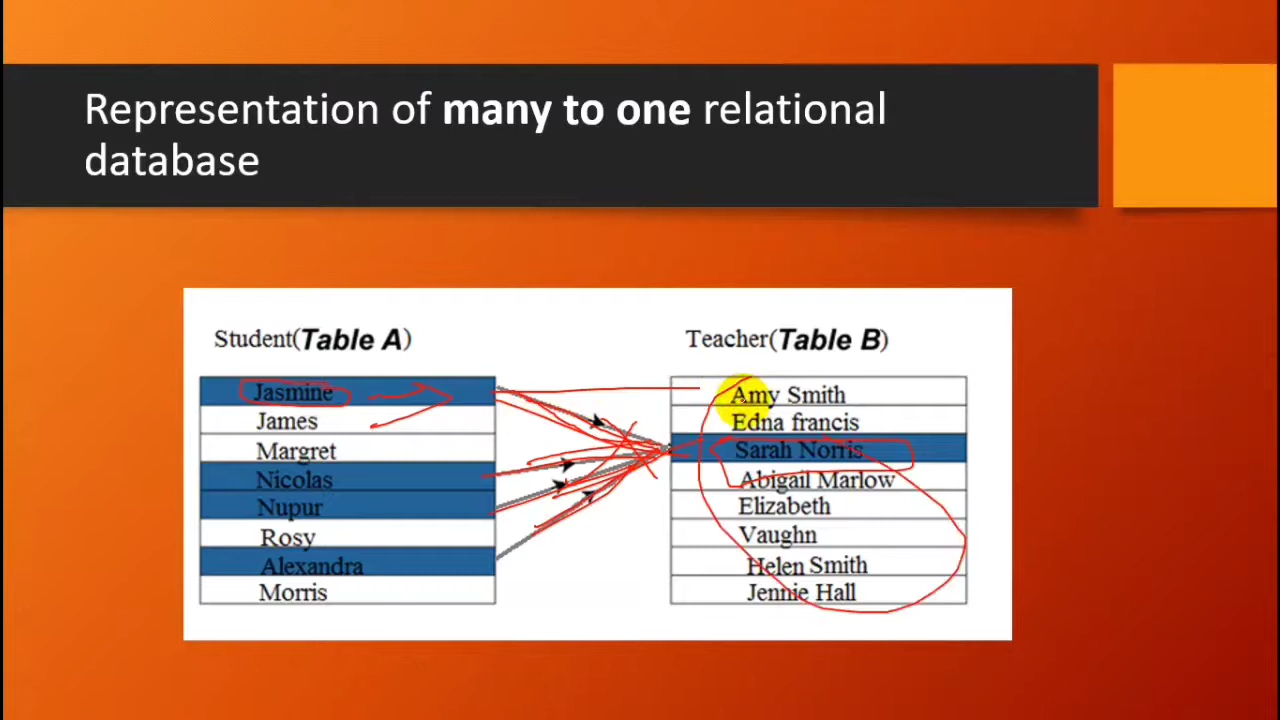 Representation of many to one relational
database
Student(Table A)
Jasmine
James
Margret
Nicolas
Nupur
Rosy
Alexandra
Morris
Teacher(Table B)
Amy Smith
Edna francis
Sarah Norris
Abigail Marlow
Elizabeth
Vaughn
Helen Smith
Jennie Hall